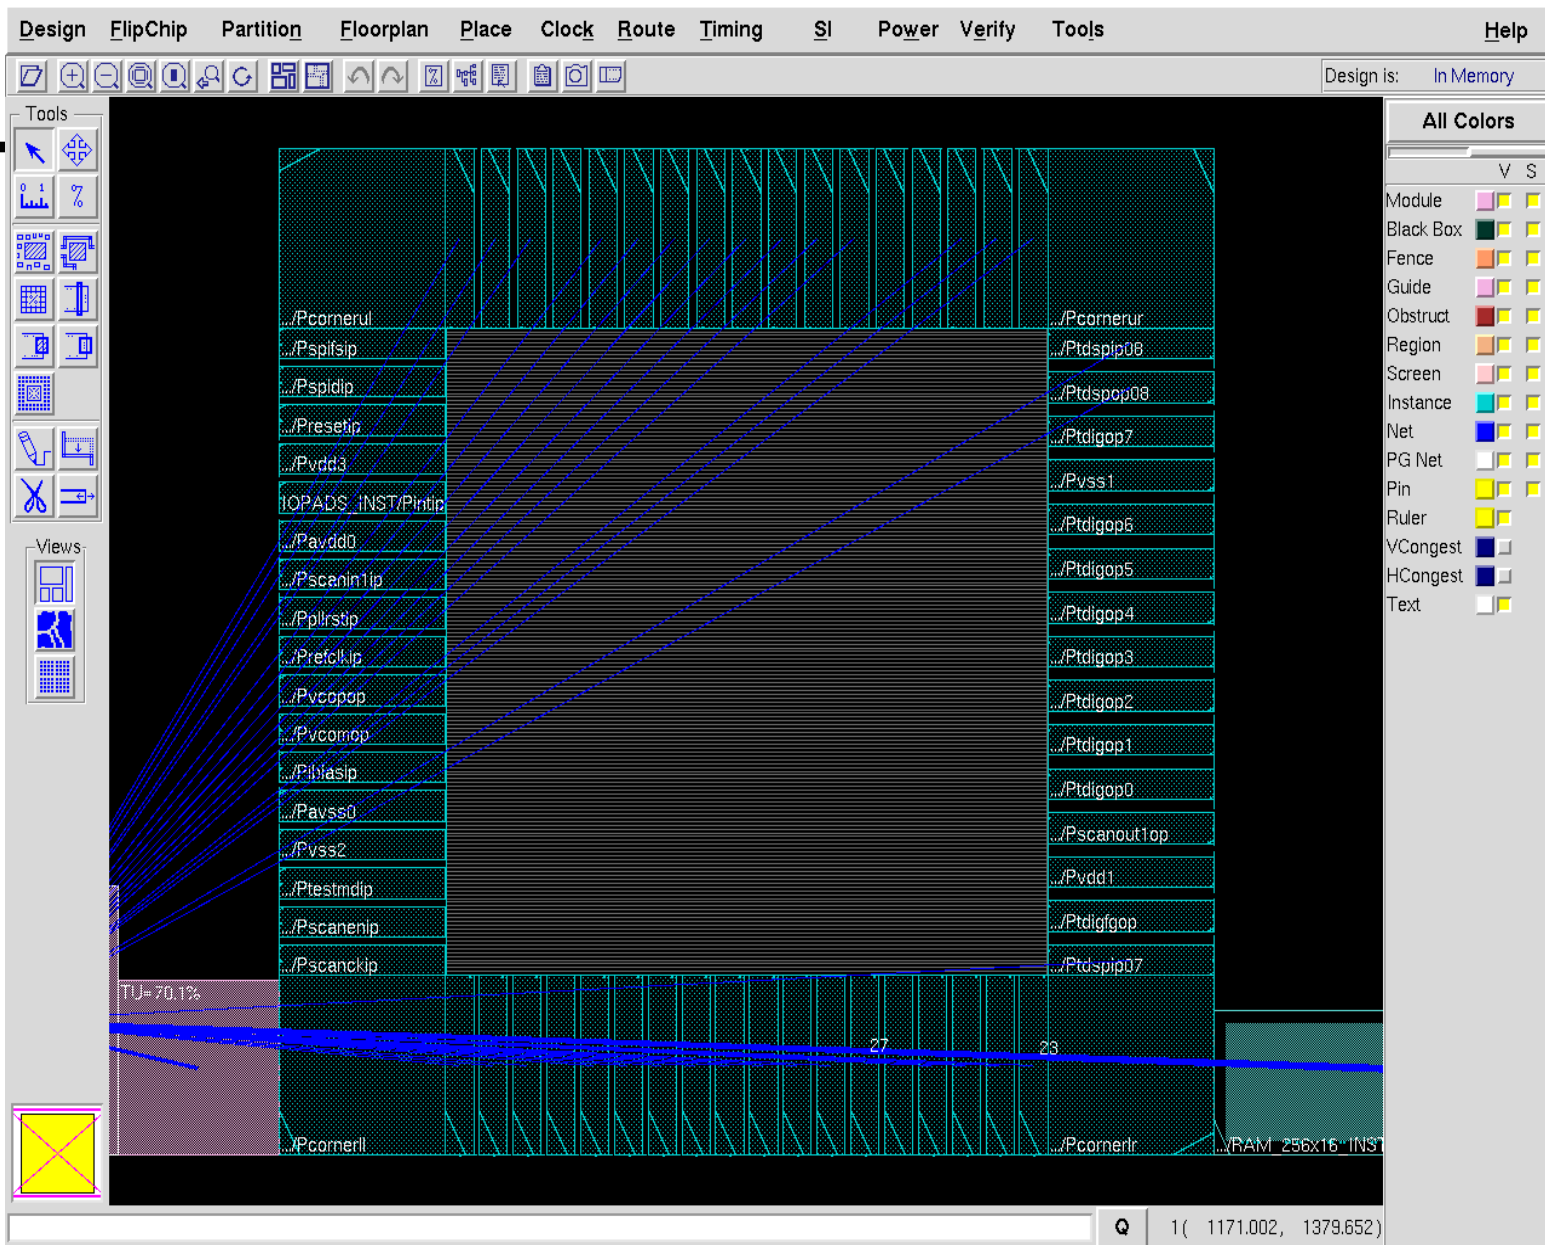 Design FlipChip Partition Floorplan Place Clock Route Timing SI Power Verify Tools Help
Design is: In Memory
Tools
0 1
%
Views
TU=70.1%
.../Pcornerul
.../Pspifsip
.../Pspidip
.../Presetip
.../Pvdd3
IOPADS_INST/Pintip
.../Pavdd0
.../Pscanin1ip
.../Ppllrstip
.../Prefclkip
.../Pvcopop
.../Pvcomop
.../Pibiasip
.../Pavss0
.../Pvss2
.../Ptestmdip
.../Pscanenip
.../Pscanckip
.../Pcornerll
.../Pcornerur
.../Ptdspip08
.../Ptdspop08
.../Ptdigop7
.../Pvss1
.../Ptdigop6
.../Ptdigop5
.../Ptdigop4
.../Ptdigop3
.../Ptdigop2
.../Ptdigop1
.../Ptdigop0
.../Pscanout1op
.../Pvdd1
.../Ptdigfgop
.../Ptdspip07
27
23
.../Pcornerlr
.../RAM_256x16_INST
All Colors
V S
Module
Black Box
Fence
Guide
Obstruct
Region
Screen
Instance
Net
PG Net
Pin
Ruler
VCongest
HCongest
Text
Q
1( 1171.002, 1379.652)